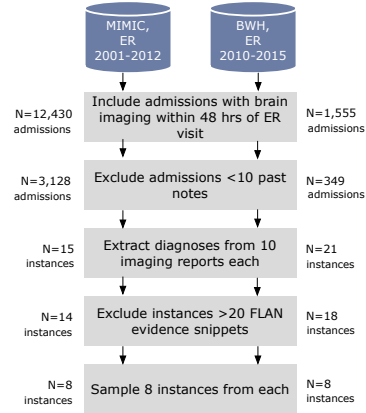 MIMIC,
ER
2001-2012
BWH,
ER
2010-2015
N=12,430
admissions
Include admissions with brain
imaging within 48 hrs of ER
visit
N=1,555
admissions
N=3,128
admissions
Exclude admissions <10 past
notes
N=349
admissions
N=15
instances
Extract diagnoses from 10
imaging reports each
N=21
instances
N=14
instances
Exclude instances >20 FLAN
evidence snippets
N=18
instances
N=8
instances
Sample 8 instances from each
N=8
instances